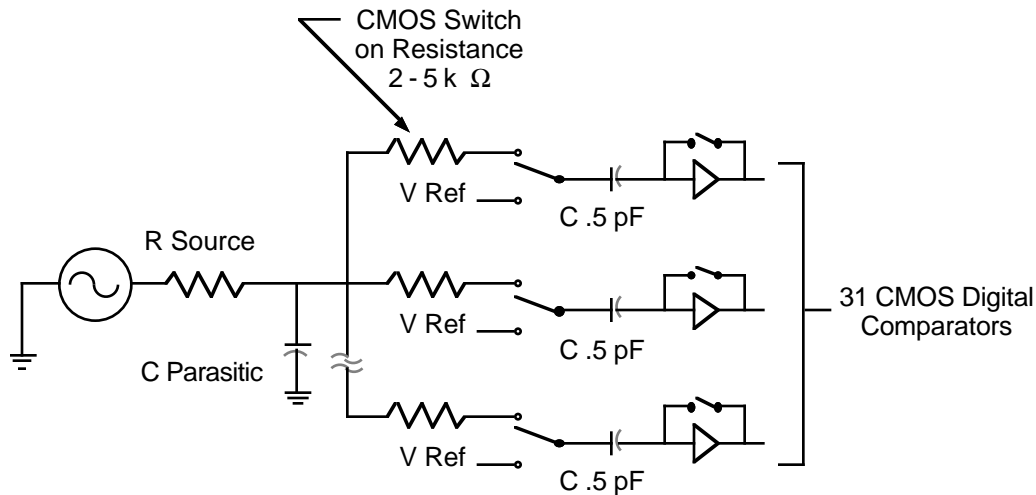 CMOS Switch
on Resistance
2 - 5 k Ω
V Ref
C .5 pF
R Source
V Ref
C .5 pF
31 CMOS Digital
Comparators
C Parasitic
V Ref
C .5 pF